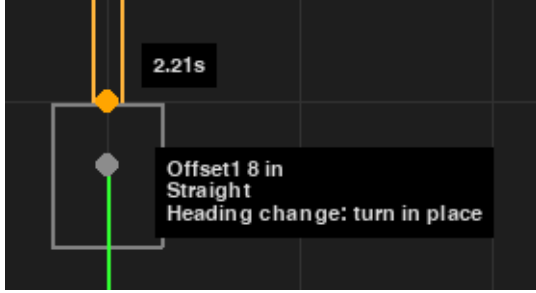 2.21s
Offset1 8 in
Straight
Heading change: turn in place